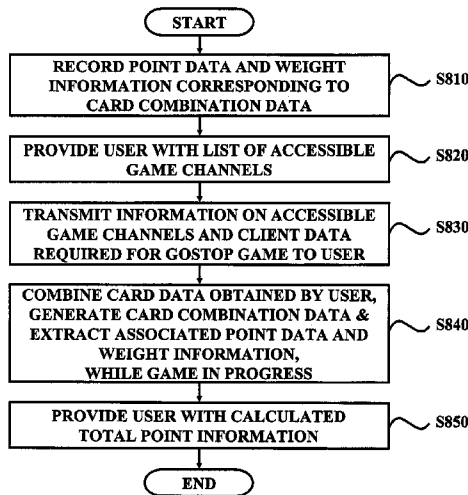 START
RECORD POINT DATA AND WEIGHT
INFORMATION CORRESPONDING TO
CARD COMBINATION DATA
S810
PROVIDE USER WITH LIST OF ACCESSIBLE
GAME CHANNELS
S820
TRANSMIT INFORMATION ON ACCESSIBLE
GAME CHANNELS AND CLIENT DATA
REQUIRED FOR GOSTOP GAME TO USER
S830
COMBINE CARD DATA OBTAINED BY USER,
GENERATE CARD COMBINATION DATA &
EXTRACT ASSOCIATED POINT DATA AND
WEIGHT INFORMATION,
WHILE GAME IN PROGRESS
S840
PROVIDE USER WITH CALCULATED
TOTAL POINT INFORMATION
S850
END